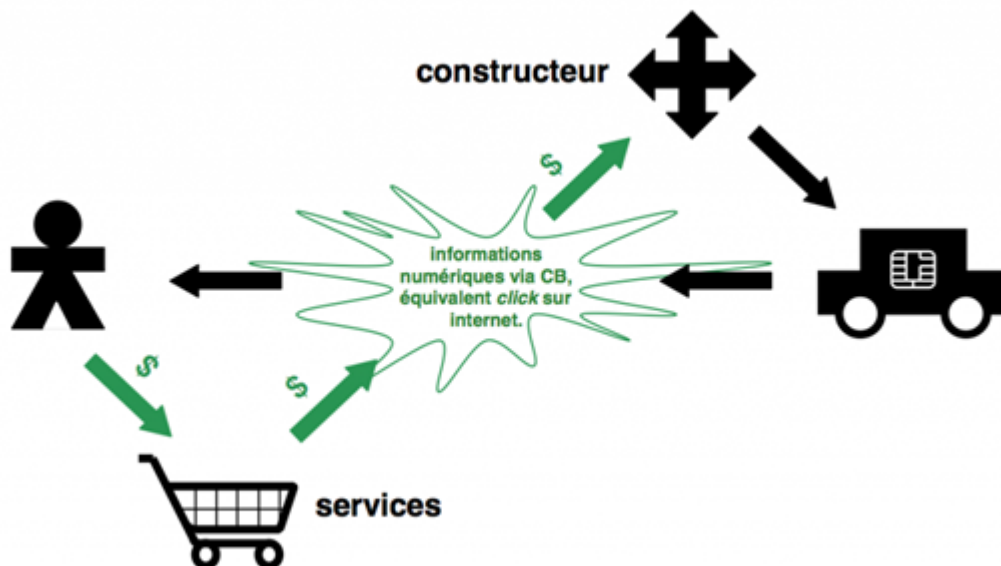 constructeur
$
informations
numériques via CB,
équivalent click sur
internet.
$
$
services